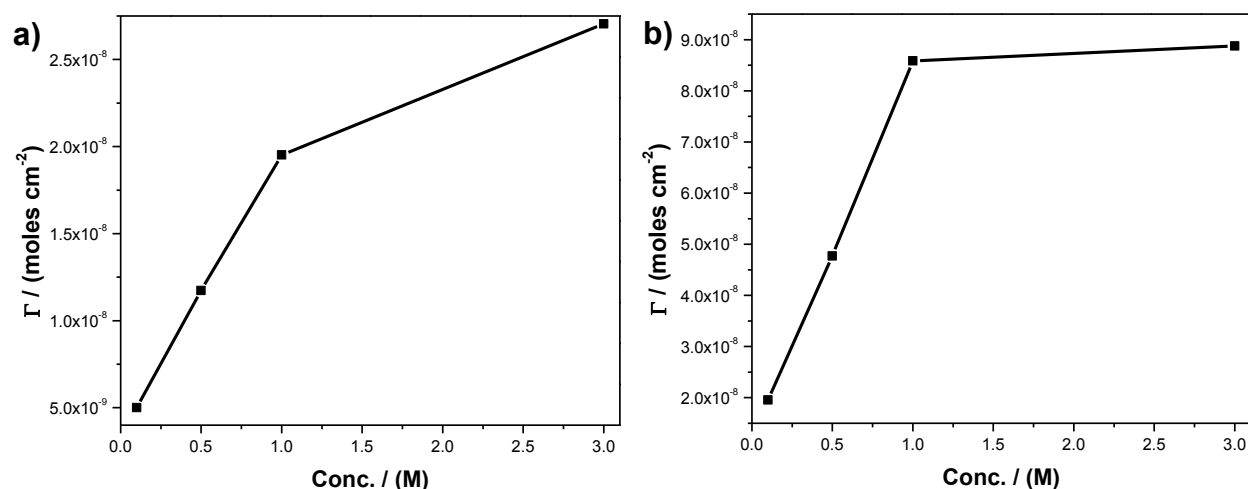 a)
Γ / (moles cm⁻²)
2.5x10⁻⁸
2.0x10⁻⁸
1.5x10⁻⁸
1.0x10⁻⁸
5.0x10⁻⁹
0.0 0.5 1.0 1.5 2.0 2.5 3.0
Conc. / (M)
b)
Γ / (moles cm⁻²)
9.0x10⁻⁸
8.0x10⁻⁸
7.0x10⁻⁸
6.0x10⁻⁸
5.0x10⁻⁸
4.0x10⁻⁸
3.0x10⁻⁸
2.0x10⁻⁸
0.0 0.5 1.0 1.5 2.0 2.5 3.0
Conc. / (M)